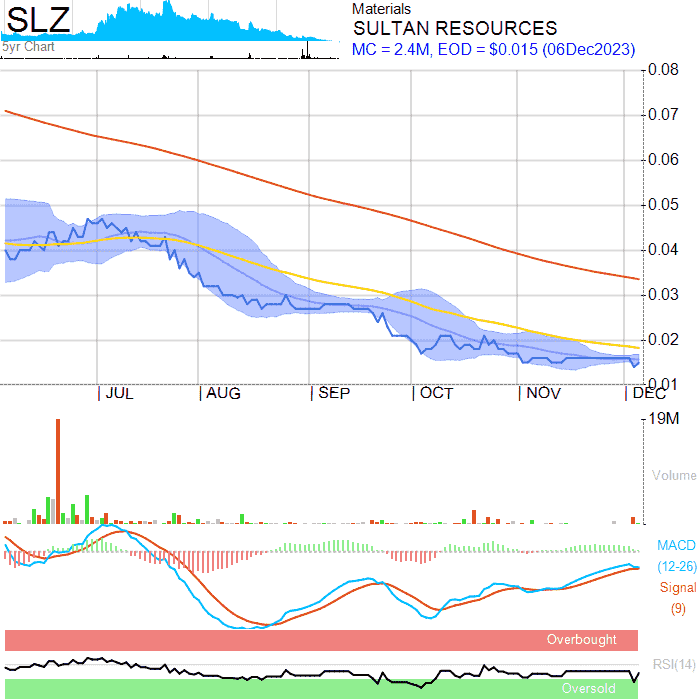 SLZ
5yr Chart
Materials
SULTAN RESOURCES
MC = 2.4M, EOD = $0.015 (06Dec2023)
0.08
0.07
0.06
0.05
0.04
0.03
0.02
0.01
JUL AUG SEP OCT NOV DEC
19M
Volume
MACD
(12-26)
Signal
(9)
Overbought
RSI(14)
Oversold